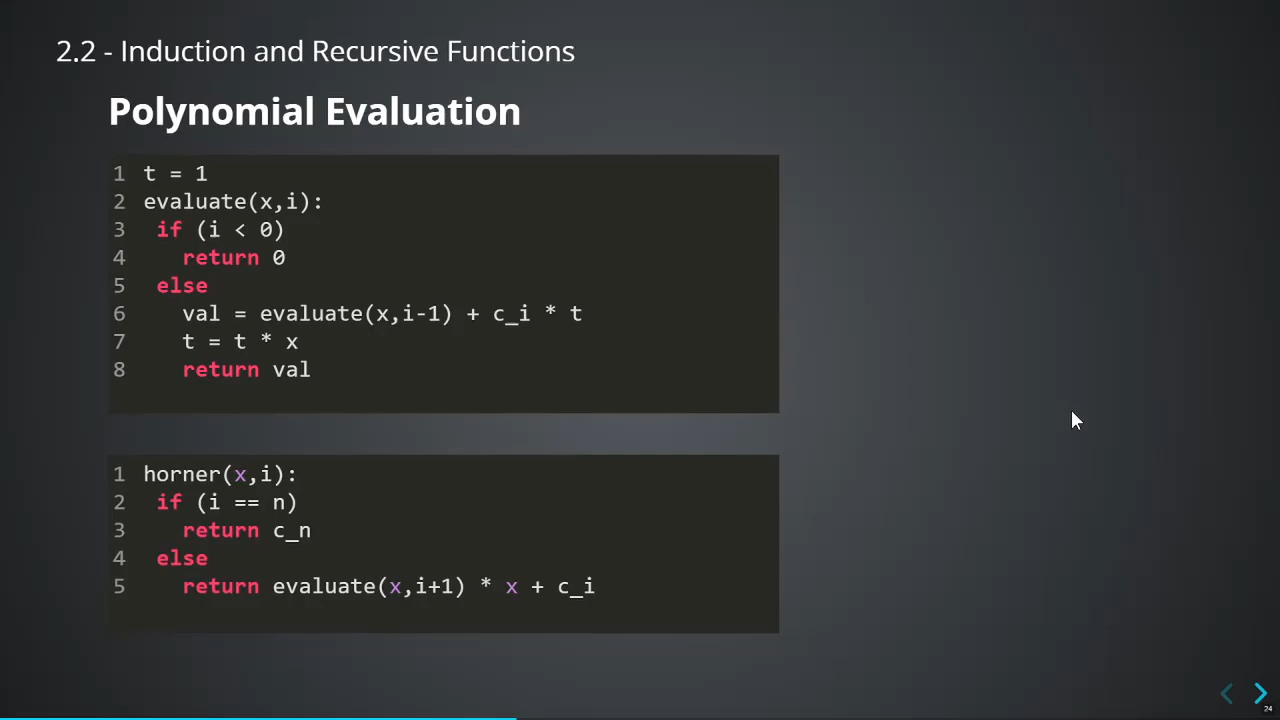 2.2 - Induction and Recursive Functions
Polynomial Evaluation
1 t = 1
2 evaluate(x,i):
3  if (i < 0)
4    return 0
5  else
6    val = evaluate(x,i-1) + c_i * t
7    t = t * x
8    return val
1 horner(x,i):
2  if (i == n)
3    return c_n
4  else
5    return evaluate(x,i+1) * x + c_i
24